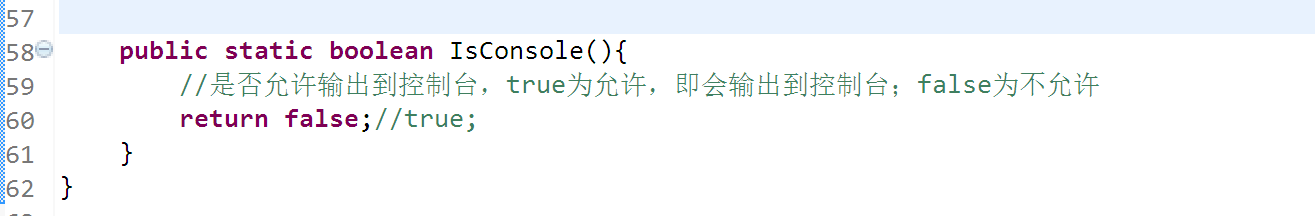 57
58    public static boolean IsConsole(){
59        //是否允许输出到控制台，true为允许，即会输出到控制台；false为不允许
60        return false;//true;
61    }
62}